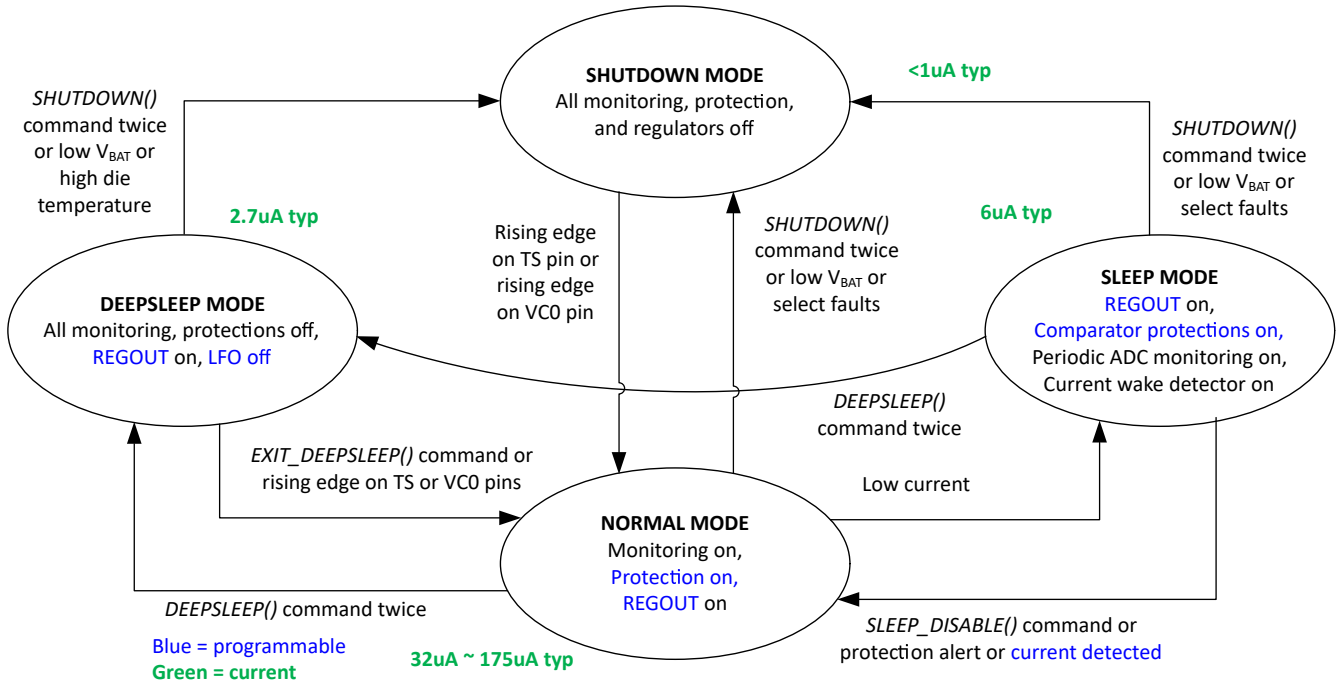 SHUTDOWN MODE
All monitoring, protection,
and regulators off
<1uA typ
SHUTDOWN()
command twice
or low VBAT or
high die
temperature
2.7uA typ
SHUTDOWN()
command twice
or low VBAT or
select faults
6uA typ
Rising edge
on TS pin or
rising edge
on VC0 pin
SHUTDOWN()
command twice
or low VBAT or
select faults
DEEPSLEEP MODE
All monitoring, protections off,
REGOUT on, LFO off
SLEEP MODE
REGOUT on,
Comparator protections on,
Periodic ADC monitoring on,
Current wake detector on
DEEPSLEEP()
command twice
EXIT_DEEPSLEEP() command or
rising edge on TS or VC0 pins
Low current
NORMAL MODE
Monitoring on,
Protection on,
REGOUT on
DEEPSLEEP() command twice
SLEEP_DISABLE() command or
protection alert or current detected
Blue = programmable
Green = current
32uA ~ 175uA typ